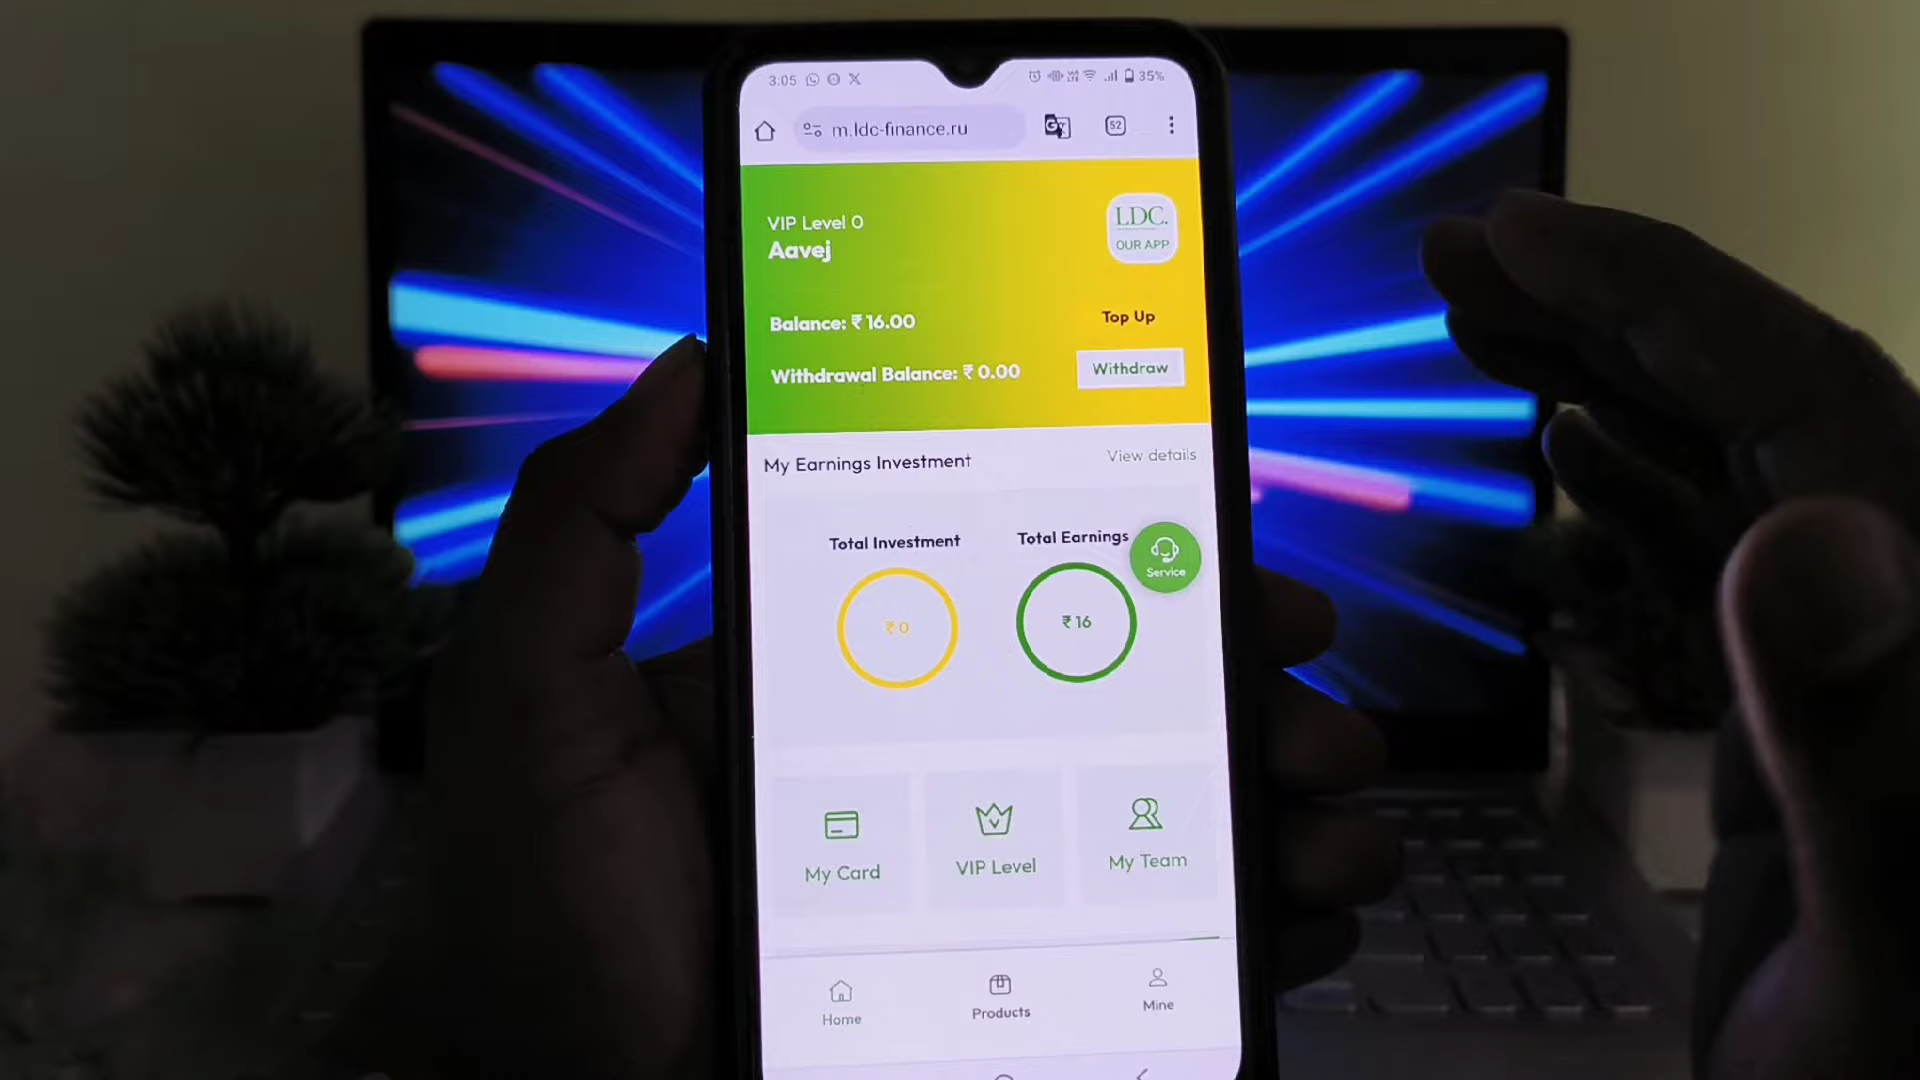 3:05 35%
m.ldc-finance.ru 52
VIP Level 0
Aavej
LDC.
OUR APP
Balance: ₹ 16.00
Top Up
Withdrawal Balance: ₹ 0.00
Withdraw
My Earnings Investment
View details
Total Investment
Total Earnings
Service
₹ 0
₹ 16
My Card
VIP Level
My Team
Home
Products
Mine